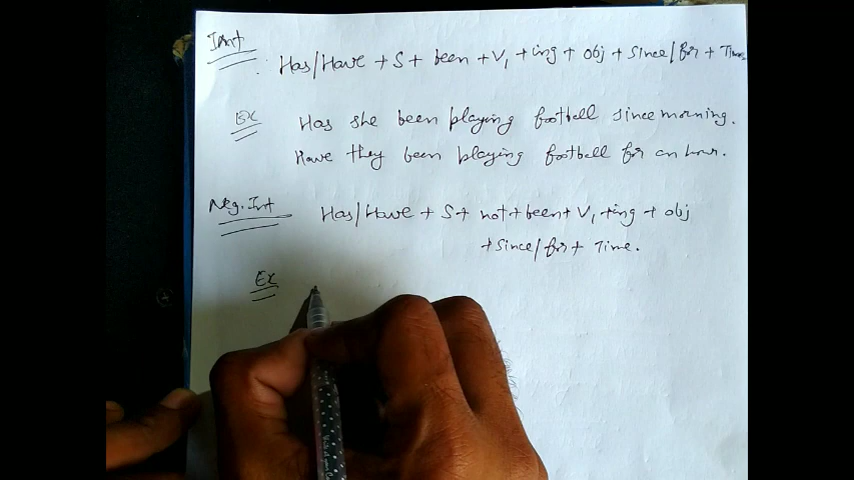 Int
Has/Have + S + been + V1 + ing + obj + Since/for + Time
Ex
Has she been playing football since morning.
Have they been playing football for an hour.
Neg. Int
Has/Have + S + not + been + V1 + ing + obj
+ Since/for + Time.
Ex